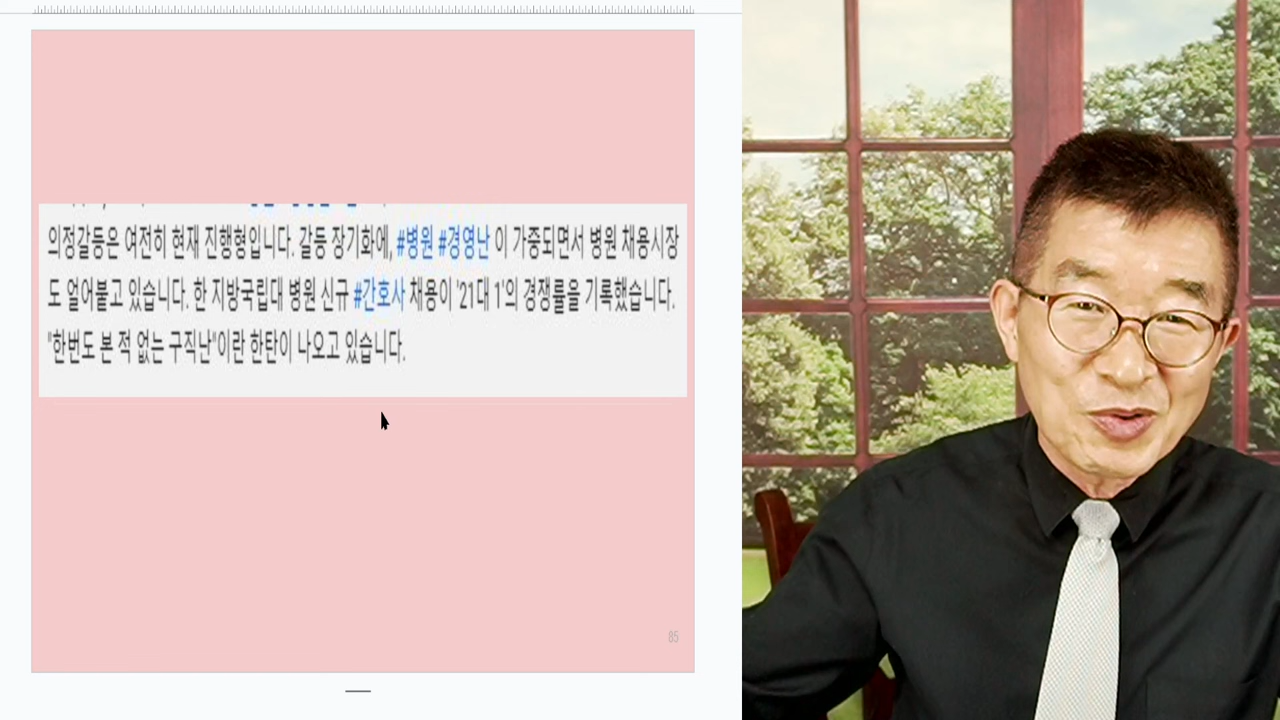 의정갈등은 여전히 현재 진행형입니다. 갈등 장기화에, #병원 #경영난 이 가중되면서 병원 채용시장
도 얼어붙고 있습니다. 한 지방국립대 병원 신규 #간호사 채용이 '21대 1'의 경쟁률을 기록했습니다.
"한번도 본 적 없는 구직난"이란 한탄이 나오고 있습니다.
85